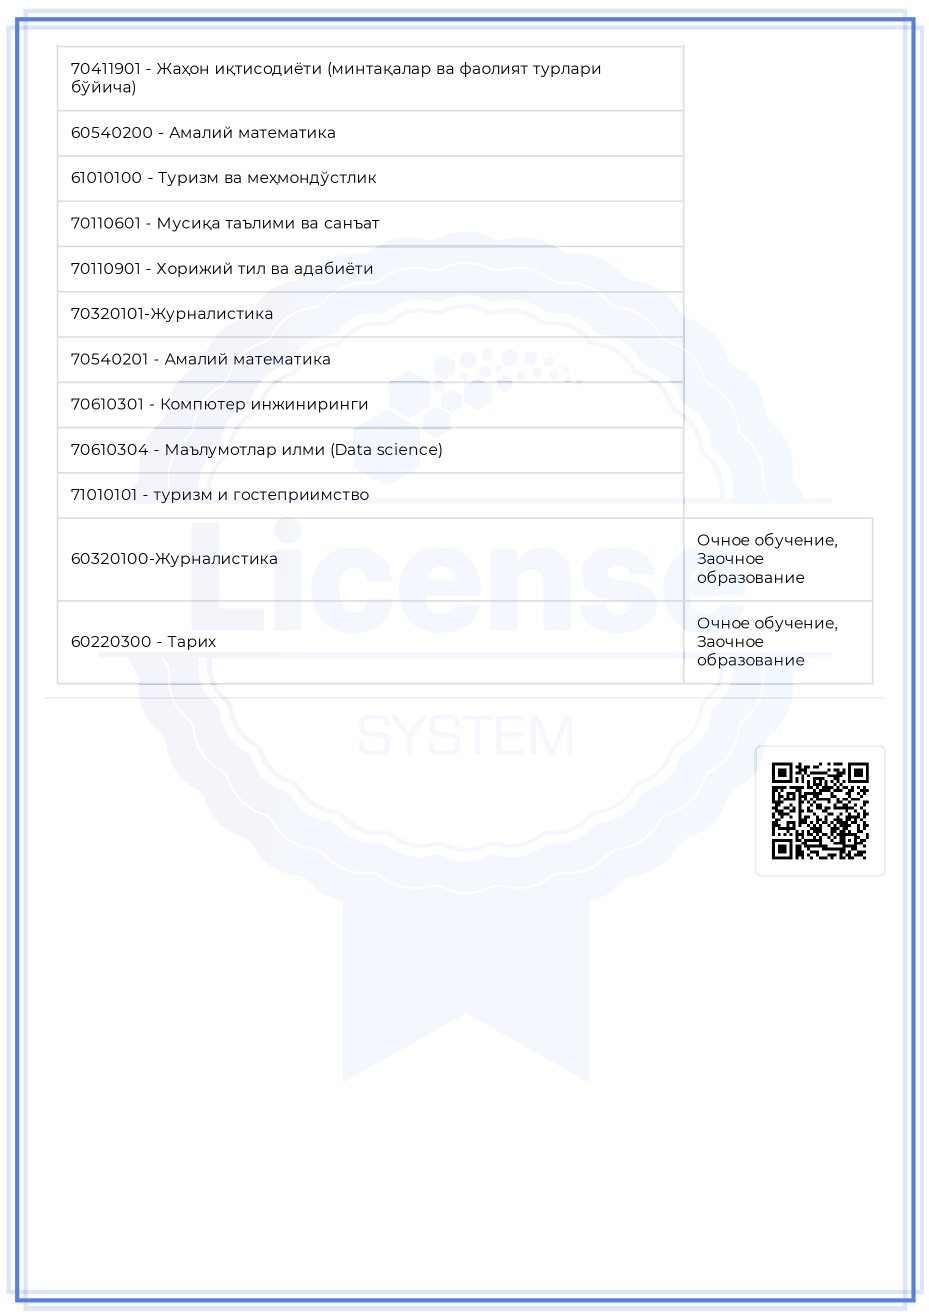 70411901 - Жаҳон иқтисодиёти (минтақалар ва фаолият турлари
бўйича)
60540200 - Амалий математика
61010100 - Туризм ва меҳмондўстлик
70110601 - Мусиқа таълими ва санъат
70110901 - Хорижий тил ва адабиёти
70320101-Журналистика
70540201 - Амалий математика
70610301 - Компютер инжиниринги
70610304 - Маълумотлар илми (Data science)
71010101 - туризм и гостеприимство
60320100-Журналистика
Очное обучение,
Заочное
образование
60220300 - Тарих
Очное обучение,
Заочное
образование
License
SYSTEM